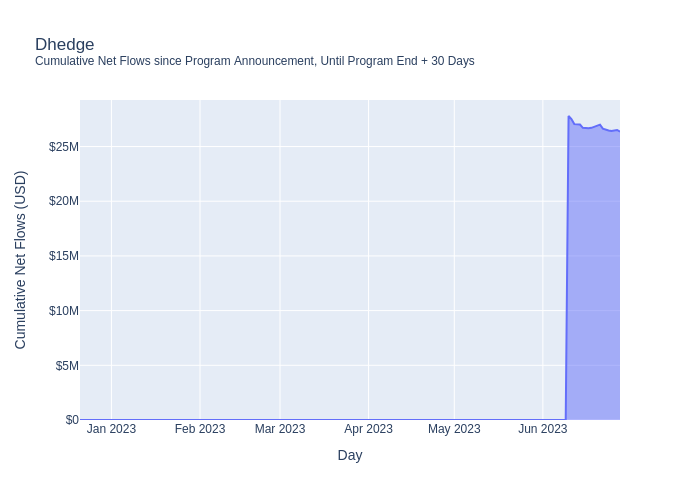 Dhedge
Cumulative Net Flows since Program Announcement, Until Program End + 30 Days
Cumulative Net Flows (USD)
$25M
$20M
$15M
$10M
$5M
$0
Jan 2023 Feb 2023 Mar 2023 Apr 2023 May 2023 Jun 2023
Day